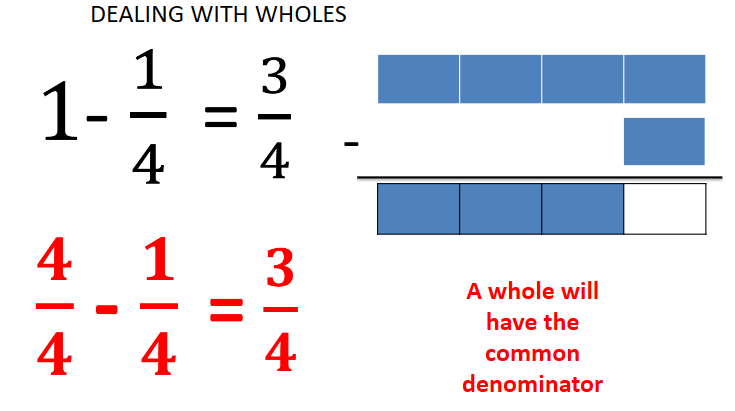 DEALING WITH WHOLES
1 - 1/4 = 3/4
-
4/4 - 1/4 = 3/4
A whole will
have the
common
denominator